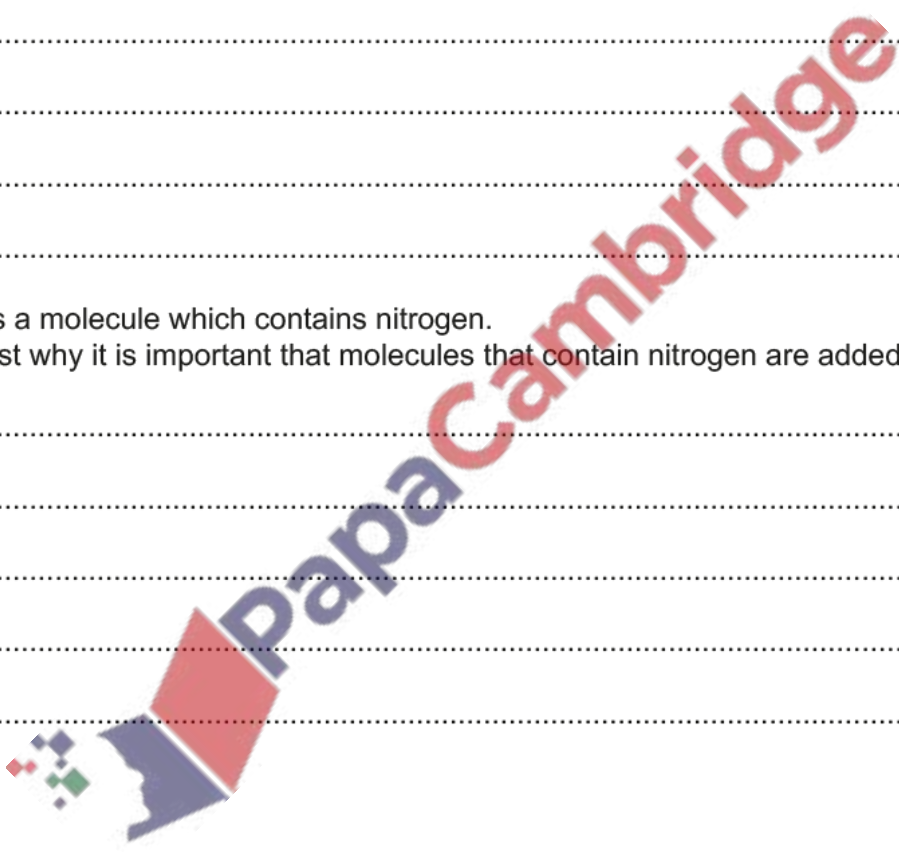 s a molecule which contains nitrogen.
st why it is important that molecules that contain nitrogen are added
PapaCambridge